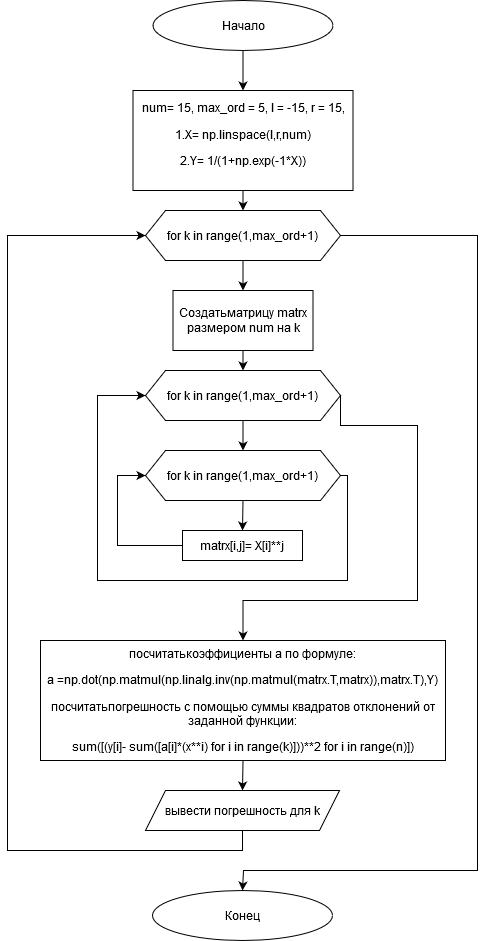 Начало
num= 15, max_ord = 5, l = -15, r = 15,
1.X= np.linspace(l,r,num)
2.Y= 1/(1+np.exp(-1*X))
for k in range(1,max_ord+1)
Создатьматрицу matrx
размером num на k
for k in range(1,max_ord+1)
for k in range(1,max_ord+1)
matrx[i,j]= X[i]**j
посчитатькоэффициенты a по формуле:
a =np.dot(np.matmul(np.linalg.inv(np.matmul(matrx.T,matrx)),matrx.T),Y)
посчитатьпогрешность с помощью суммы квадратов отклонений от
заданной функции:
sum([(y[i]- sum([a[i]*(x**i) for i in range(k)]))**2 for i in range(n)])
вывести погрешность для k
Конец